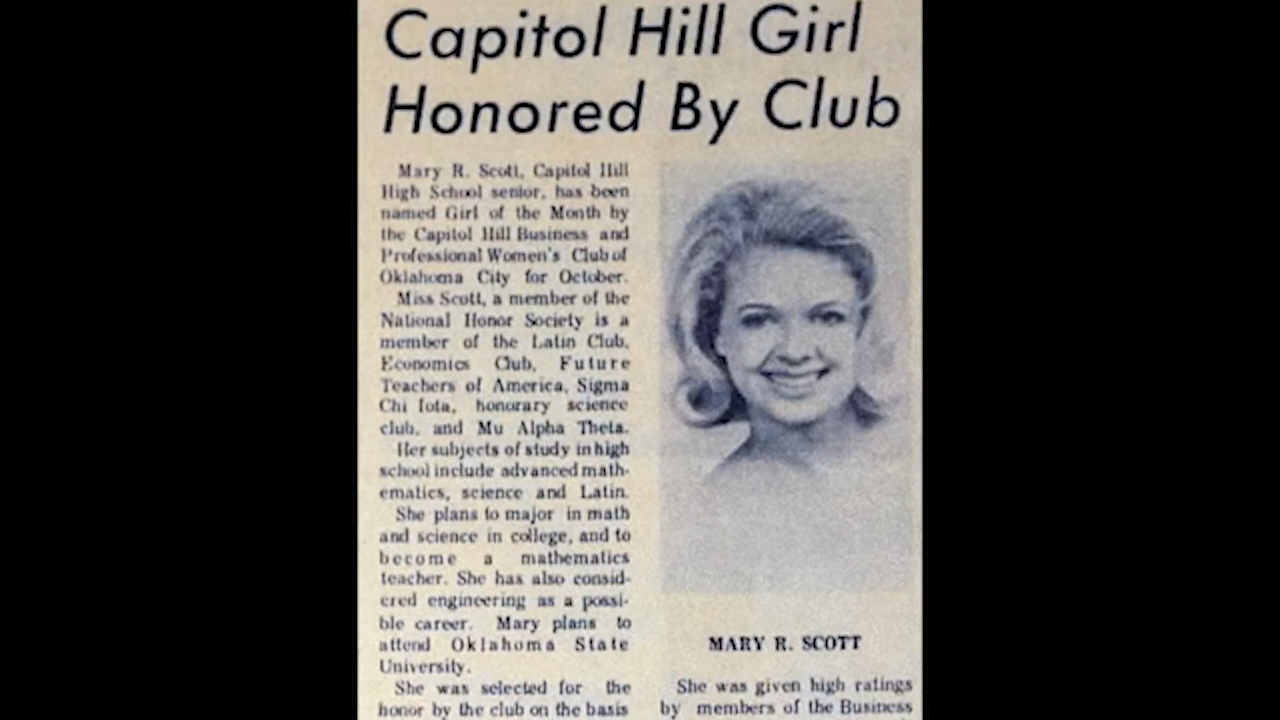 Capitol Hill Girl
Honored By Club
Mary R. Scott, Capitol Hill
High School senior, has been
named Girl of the Month by
the Capitol Hill Business and
Professional Women's Club of
Oklahoma City for October.
Miss Scott, a member of the
National Honor Society is a
member of the Latin Club,
Economics Club, Future
Teachers of America, Sigma
Chi Iota, honorary science
club, and Mu Alpha Theta.
Her subjects of study in high
school include advanced math-
ematics, science and Latin.
She plans to major in math
and science in college, and to
become a mathematics
teacher. She has also consid-
ered engineering as a possi-
ble career. Mary plans to
attend Oklahoma State
University.
She was selected for the
honor by the club on the basis
MARY R. SCOTT
She was given high ratings
by members of the Business